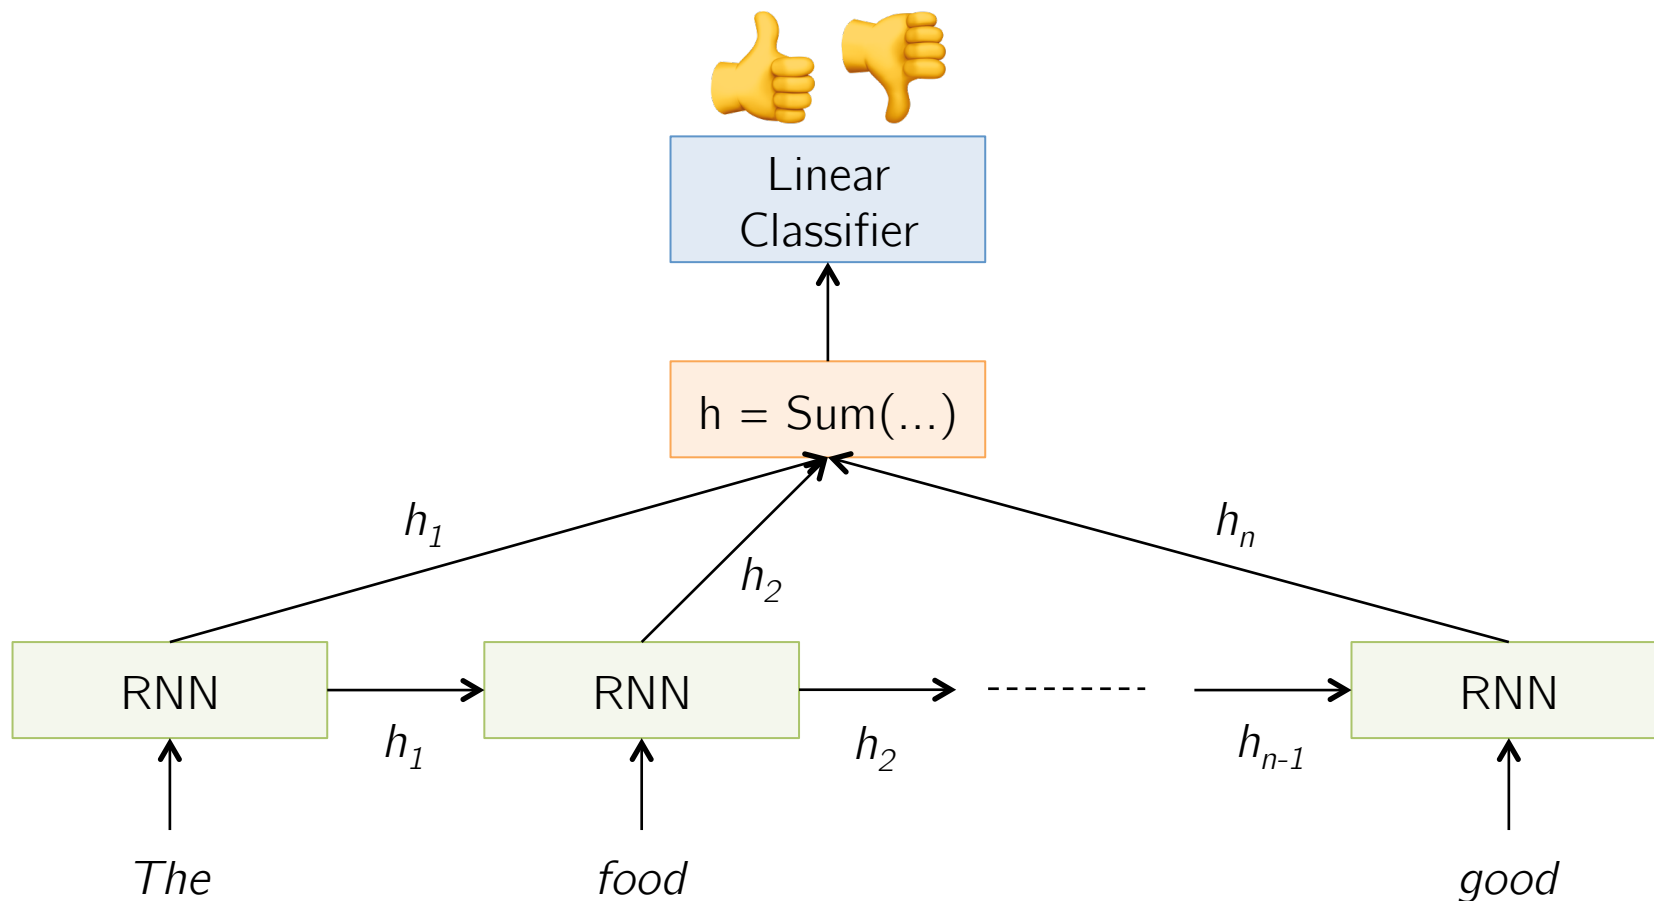 Linear
Classifier
h = Sum(...)
h1
hn
h2
RNN
RNN
RNN
h1
h2
hn-1
The
food
good